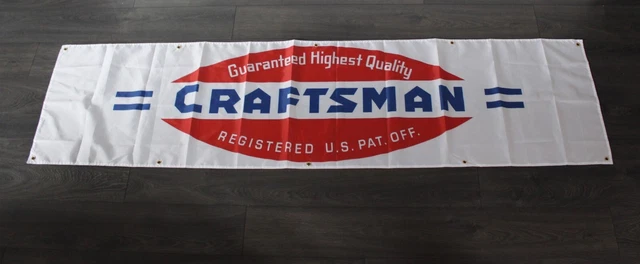 Guaranteed Highest Quality
CRAFTSMAN
REGISTERED U.S. PAT. OFF.